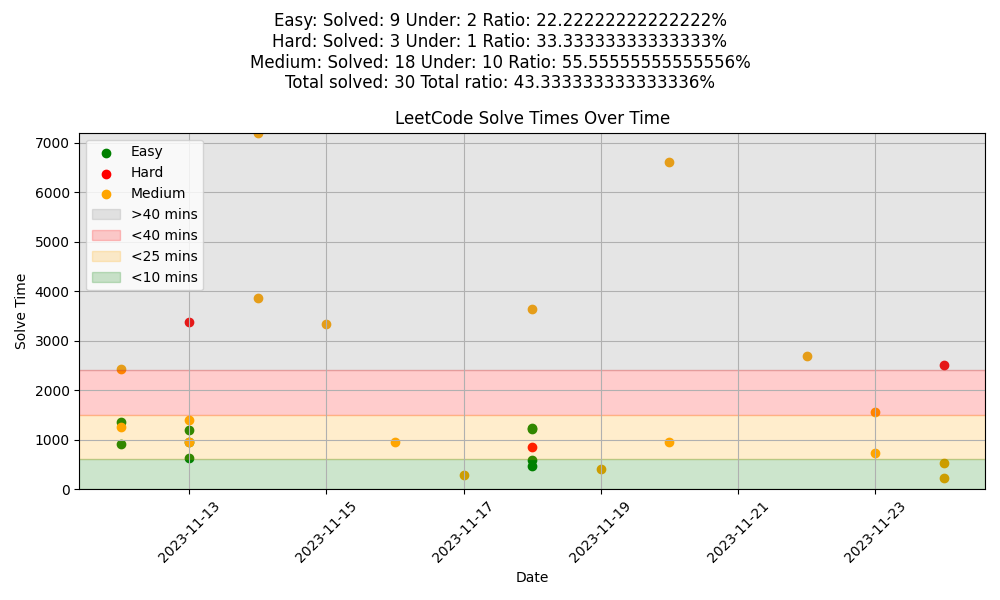 Easy: Solved: 9 Under: 2 Ratio: 22.22222222222222%
Hard: Solved: 3 Under: 1 Ratio: 33.33333333333333%
Medium: Solved: 18 Under: 10 Ratio: 55.55555555555556%
Total solved: 30 Total ratio: 43.333333333333336%
LeetCode Solve Times Over Time
Easy
Hard
Medium
>40 mins
<40 mins
<25 mins
<10 mins
Solve Time
7000
6000
5000
4000
3000
2000
1000
0
2023-11-13
2023-11-15
2023-11-17
2023-11-19
2023-11-21
2023-11-23
Date